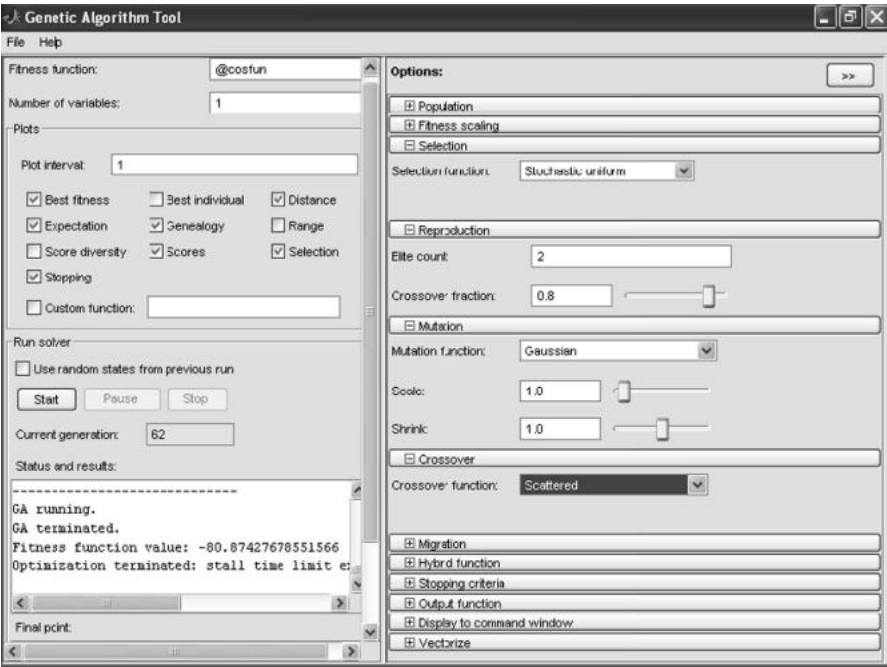 Genetic Algorithm Tool
File Help
Fitness function: @cosfun
Number of variables: 1
Plots
Plot interval: 1
Best fitness Best individual Distance
Expectation Genealogy Range
Score diversity Scores Selection
Stopping
Custom function:
Run solver
Use random states from previous run
Start Pause Stop
Current generation: 62
Status and results:
------------------------------
GA running.
GA terminated.
Fitness function value: -80.87427678551566
Optimization terminated: stall time limit ex
Final point:
Options:
>>
Population
Fitness scaling
Selection
Selection function: Stochastic uniform
Reproduction
Elite count: 2
Crossover fraction: 0.8
Mutation
Mutation function: Gaussian
Scale: 1.0
Shrink: 1.0
Crossover
Crossover function: Scattered
Migration
Hybrid function
Stopping criteria
Output function
Display to command window
Vectorize